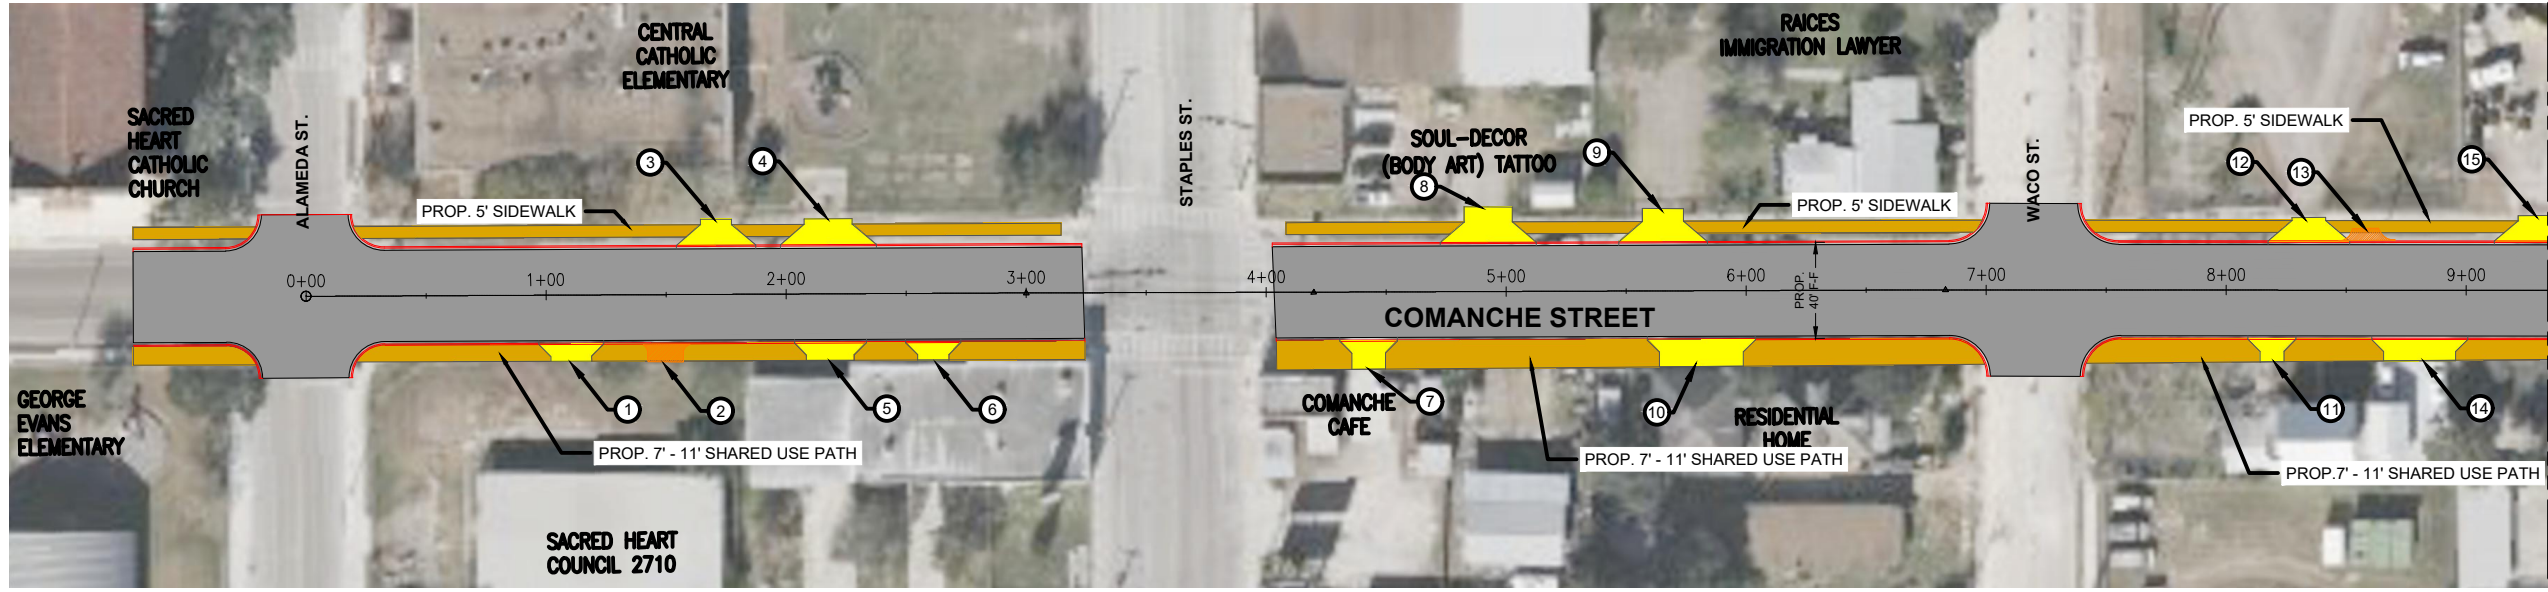 SACRED
HEART
CATHOLIC
CHURCH
ALAMEDA ST.
CENTRAL
CATHOLIC
ELEMENTARY
3
4
PROP. 5' SIDEWALK
STAPLES ST.
SOUL-DECOR
(BODY ART) TATTOO
8
9
RAICES
IMMIGRATION LAWYER
PROP. 5' SIDEWALK
WACO ST.
PROP. 5' SIDEWALK
12
13
15
0+00
1+00
2+00
3+00
4+00
5+00
6+00
7+00
8+00
9+00
COMANCHE STREET
PROP.
40' F-F
GEORGE
EVANS
ELEMENTARY
1
2
5
6
PROP. 7' - 11' SHARED USE PATH
SACRED HEART
COUNCIL 2710
COMANCHE
CAFE
7
10
RESIDENTIAL
HOME
PROP. 7' - 11' SHARED USE PATH
11
14
PROP.7' - 11' SHARED USE PATH